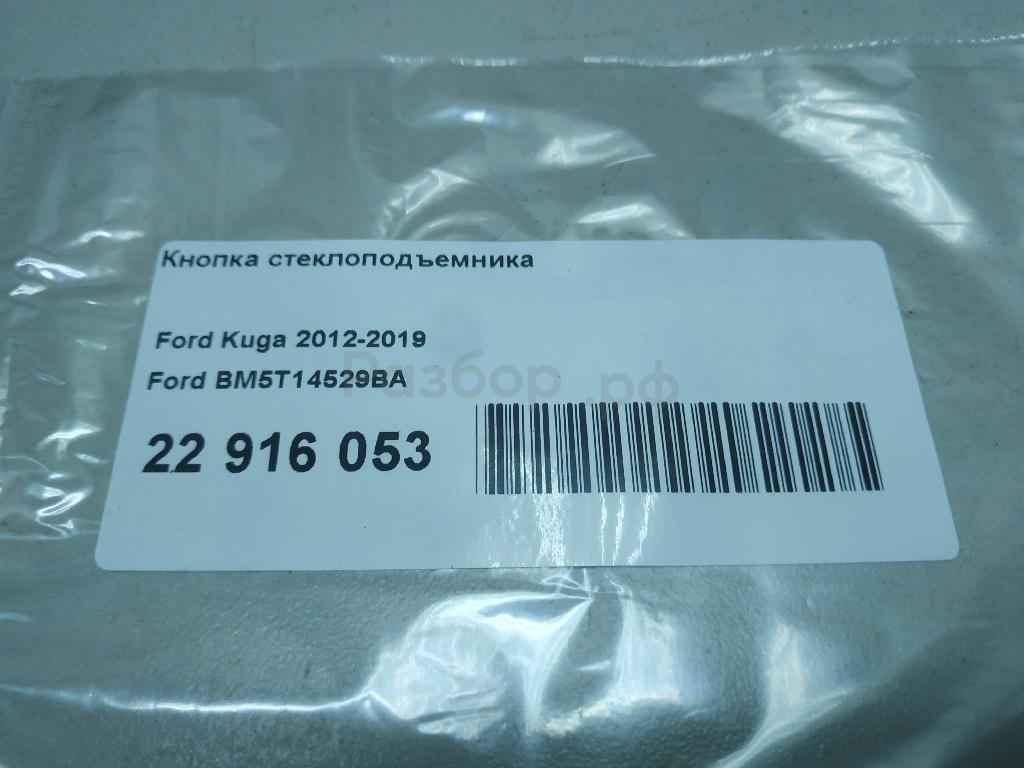 Кнопка стеклоподъемника
Ford Kuga 2012-2019
Ford BM5T14529BA
Разбор.рф
22 916 053